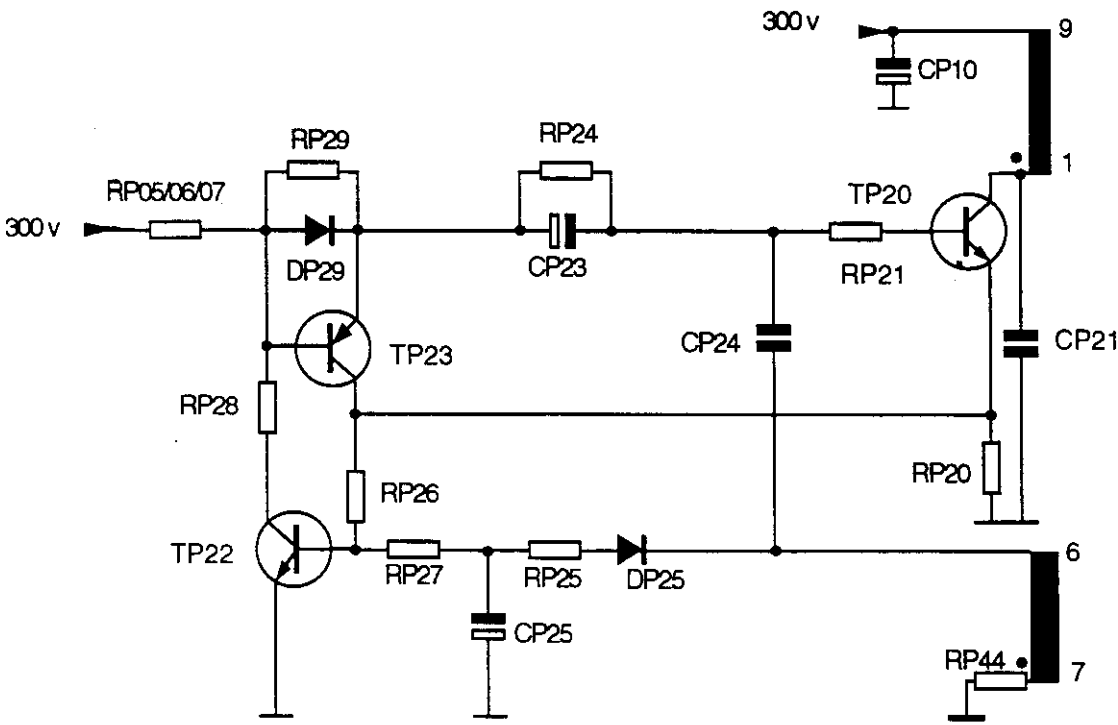 300 v
9
CP10
RP29
RP24
1
RP05/06/07
TP20
300 v
DP29
CP23
RP21
TP23
CP24
CP21
RP28
RP26
RP20
TP22
RP27
RP25
DP25
6
CP25
RP44
7